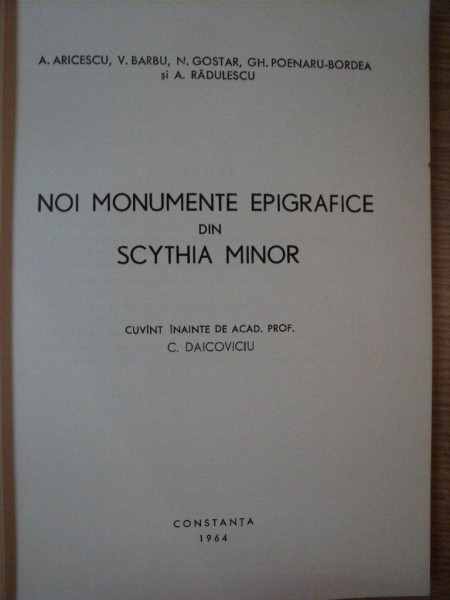 A. ARICESCU, V. BARBU, N. GOSTAR, GH. POENARU-BORDEA
și A. RĂDULESCU
NOI MONUMENTE EPIGRAFICE
DIN
SCYTHIA MINOR
CUVÎNT ÎNAINTE DE ACAD. PROF.
C. DAICOVICIU
CONSTANȚA
1964